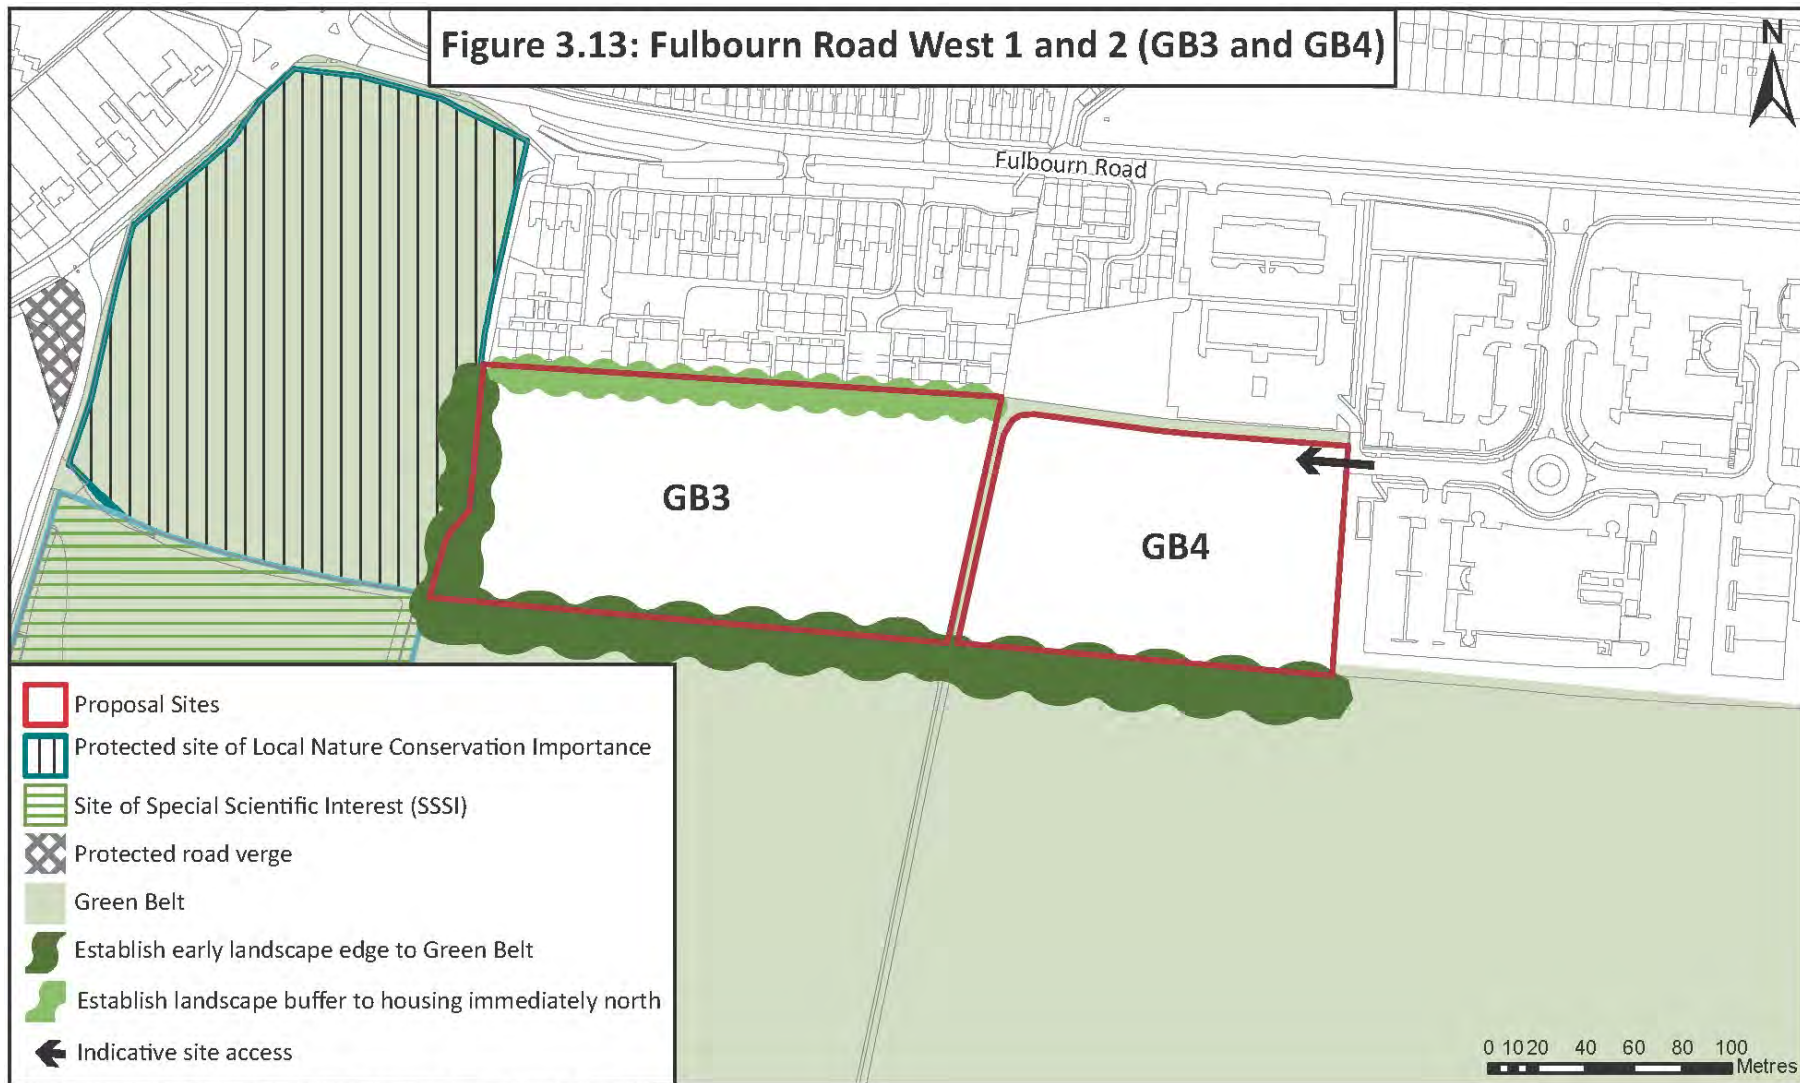 Figure 3.13: Fulbourn Road West 1 and 2 (GB3 and GB4)
N
Fulbourn Road
GB3
GB4
Proposal Sites
Protected site of Local Nature Conservation Importance
Site of Special Scientific Interest (SSSI)
Protected road verge
Green Belt
Establish early landscape edge to Green Belt
Establish landscape buffer to housing immediately north
Indicative site access
0 10 20 40 60 80 100
Metres